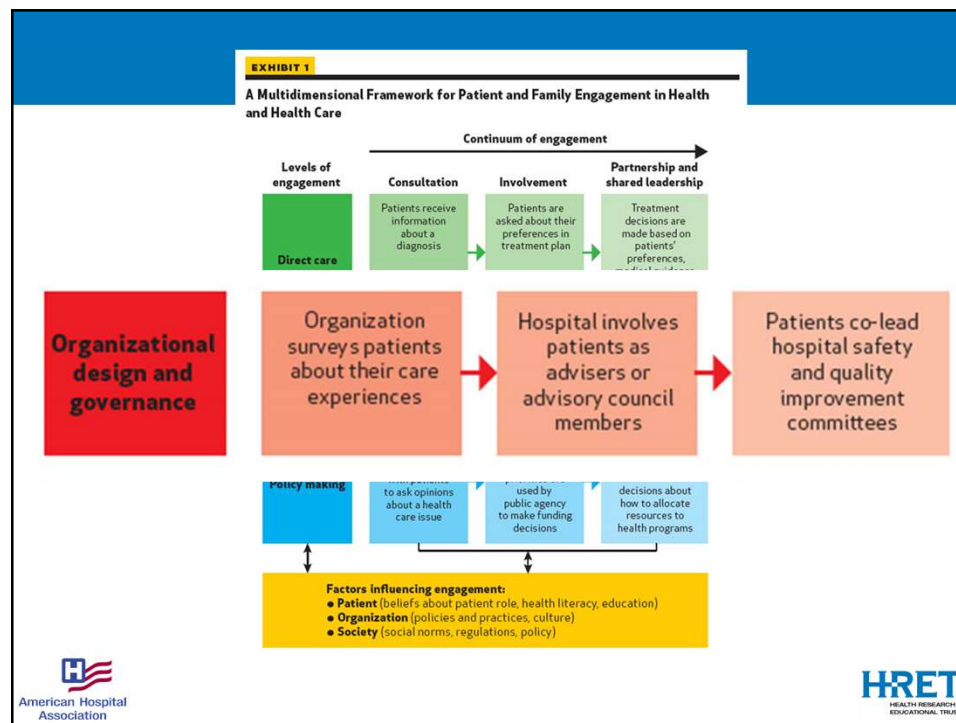 EXHIBIT 1
A Multidimensional Framework for Patient and Family Engagement in Health
and Health Care
Continuum of engagement
Levels of
engagement
Consultation
Involvement
Partnership and
shared leadership
Direct care
Patients receive
information
about a
diagnosis
Patients are
asked about their
preferences in
treatment plan
Treatment
decisions are
made based on
patients'
preferences,
Organizational
design and
governance
Organization
surveys patients
about their care
experiences
Hospital involves
patients as
advisers or
advisory council
members
Patients co-lead
hospital safety
and quality
improvement
committees
Policy making
to ask opinions
about a health
care issue
used by
public agency
to make funding
decisions
decisions about
how to allocate
resources to
health programs
Factors influencing engagement:
● Patient (beliefs about patient role, health literacy, education)
● Organization (policies and practices, culture)
● Society (social norms, regulations, policy)
H
American Hospital
Association
HRET
HEALTH RESEARCH
EDUCATIONAL